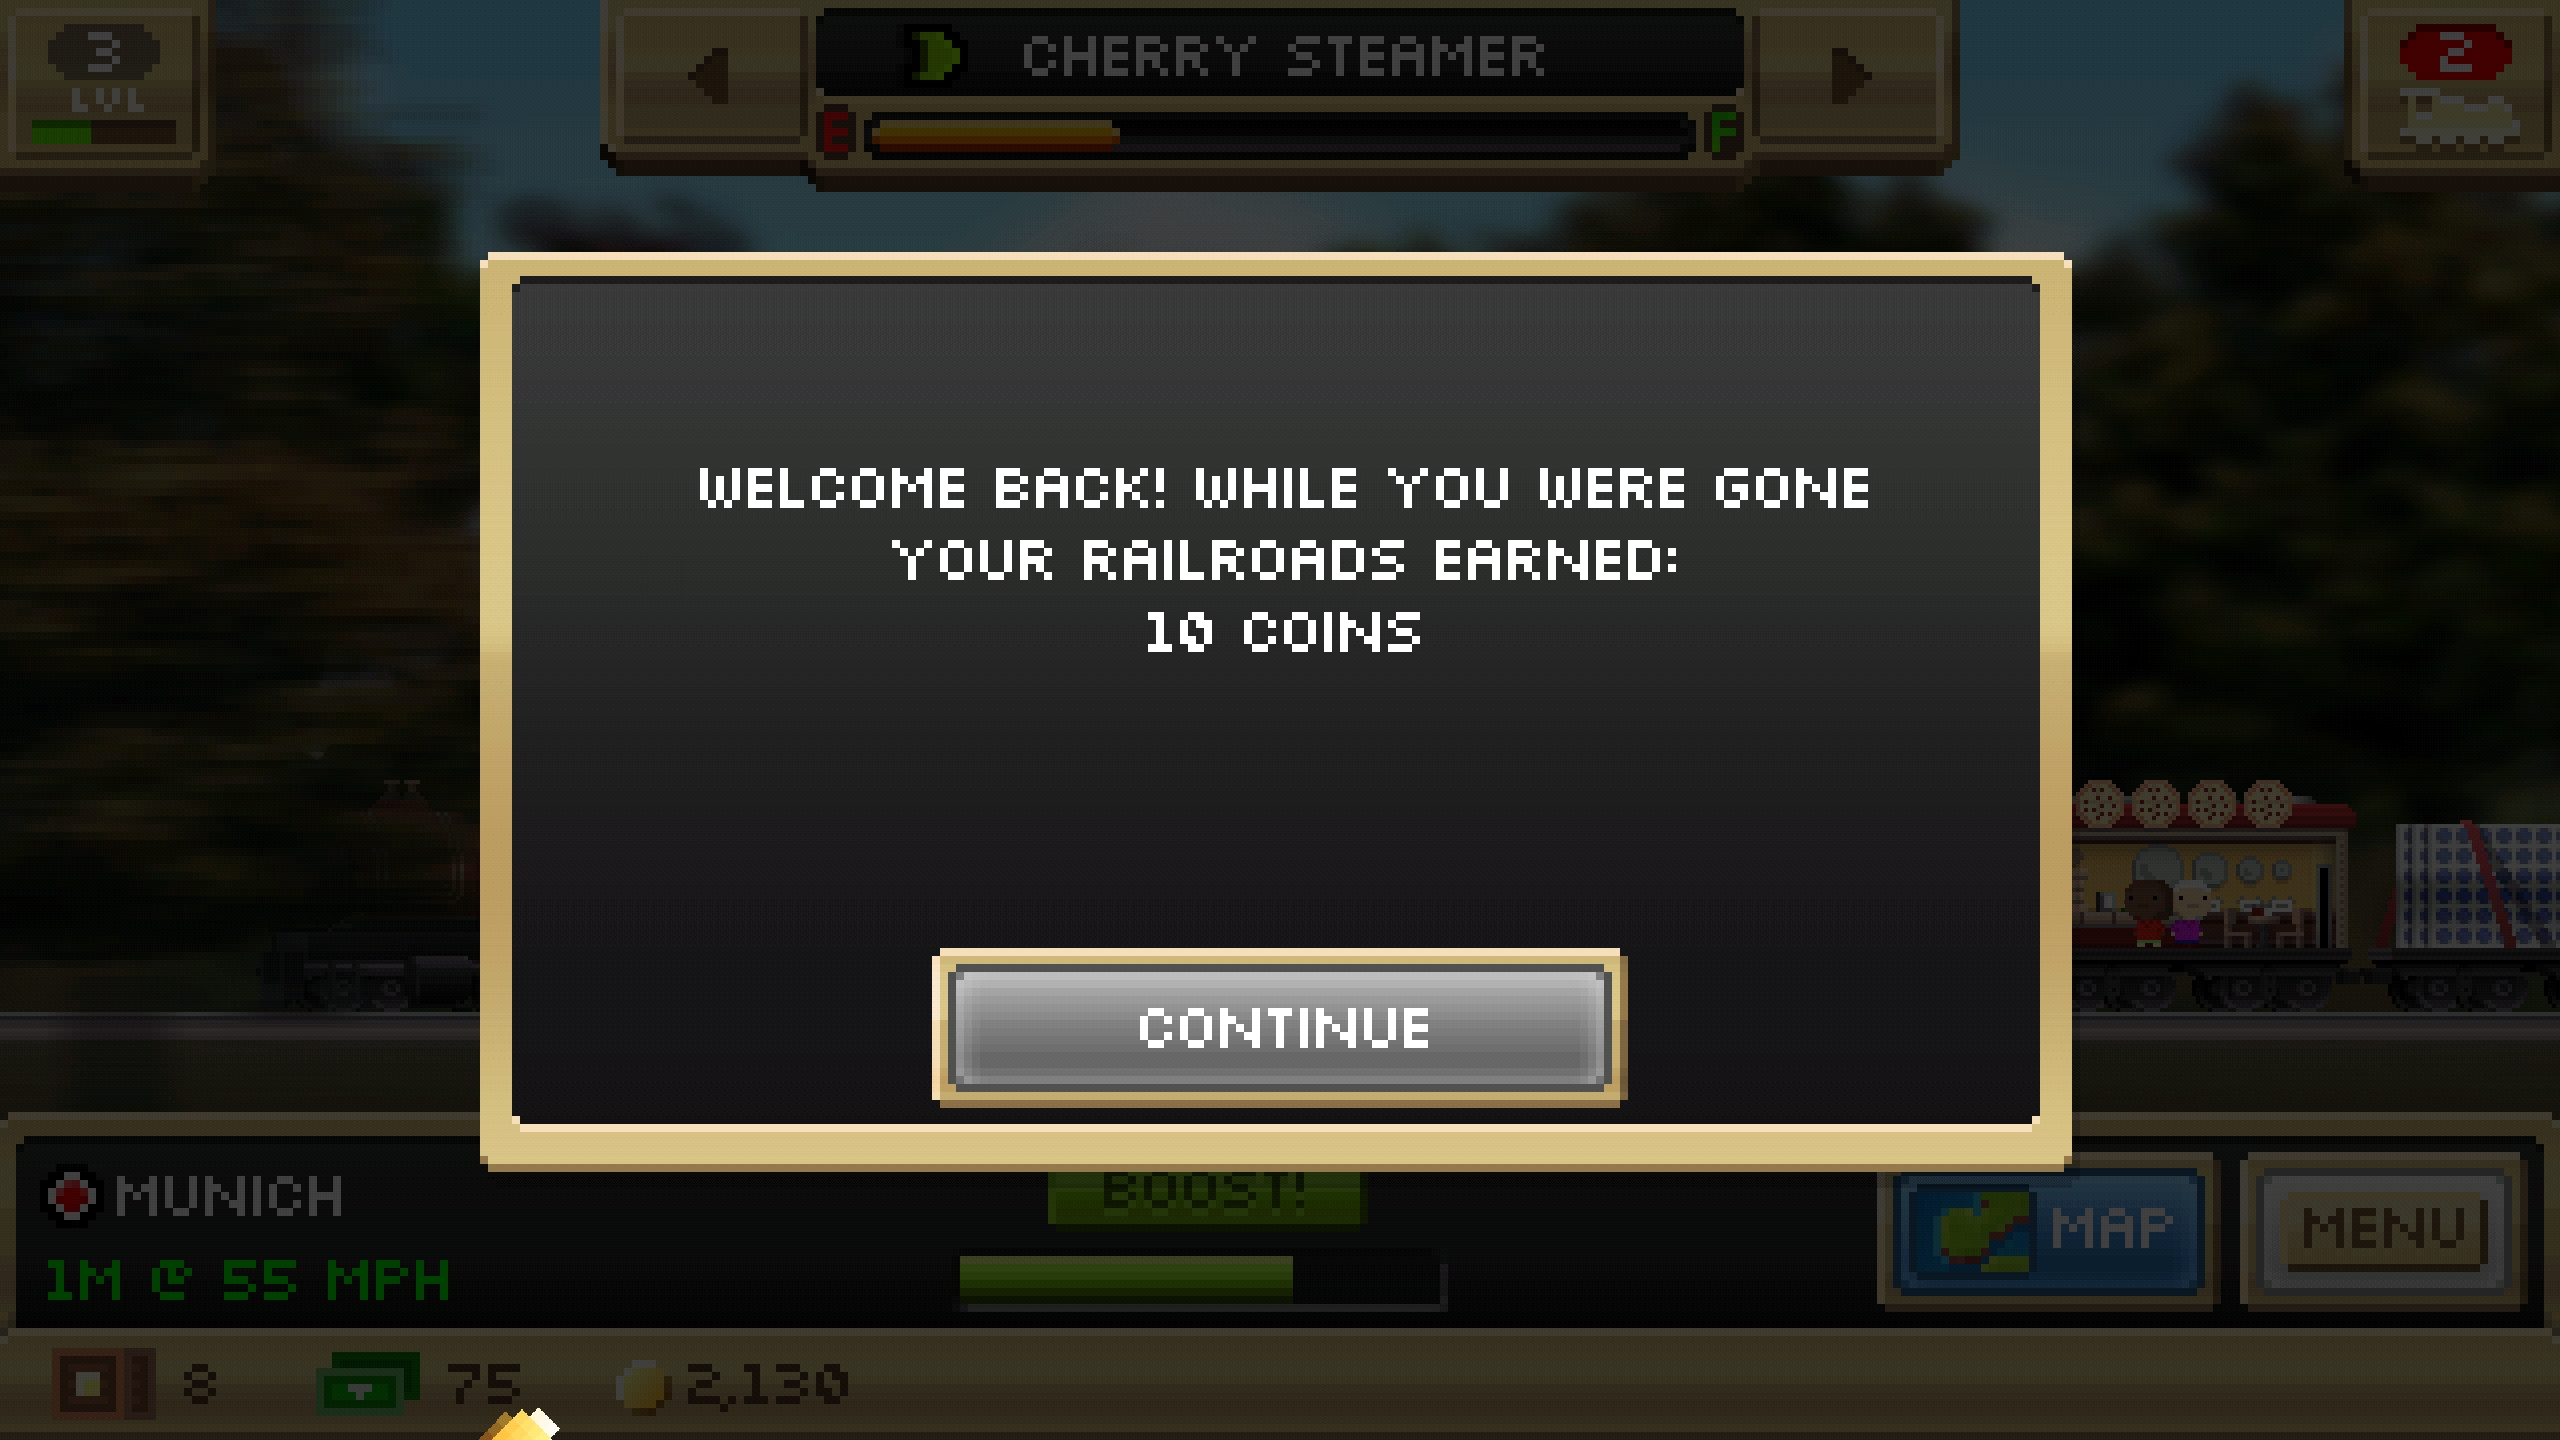 3
LVL
CHERRY STEAMER
E
F
2
WELCOME BACK! WHILE YOU WERE GONE
YOUR RAILROADS EARNED:
10 COINS
CONTINUE
MUNICH
1M @ 55 MPH
BOOST!
MAP
MENU
8
75
2,130